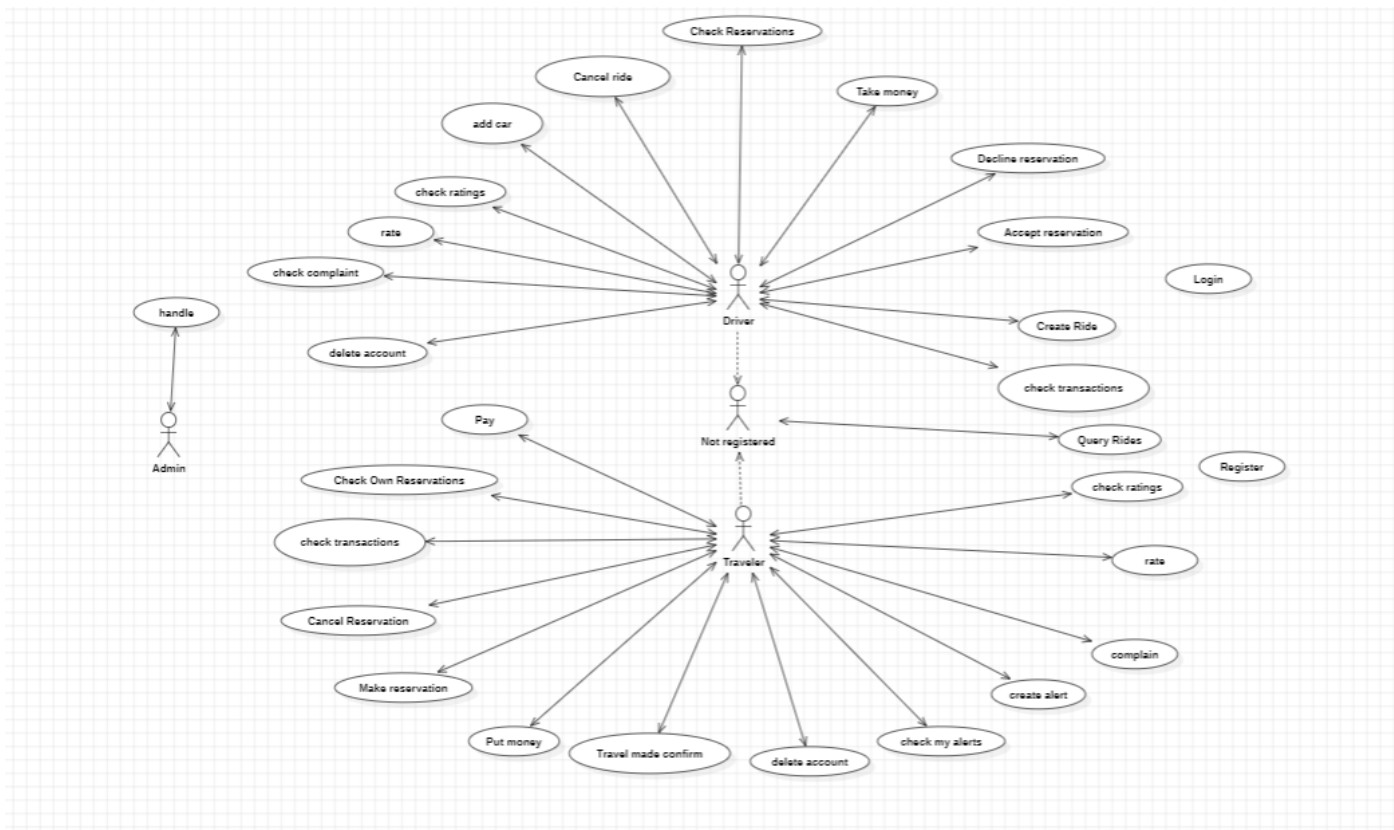 Check Reservations
Cancel ride
Take money
add car
Decline reservation
check ratings
rate
Accept reservation
check complaint
Login
handle
Driver
Create Ride
delete account
check transactions
Pay
Not registered
Query Rides
Admin
Register
Check Own Reservations
check ratings
check transactions
Traveler
rate
Cancel Reservation
complain
Make reservation
create alert
Put money
Travel made confirm
delete account
check my alerts